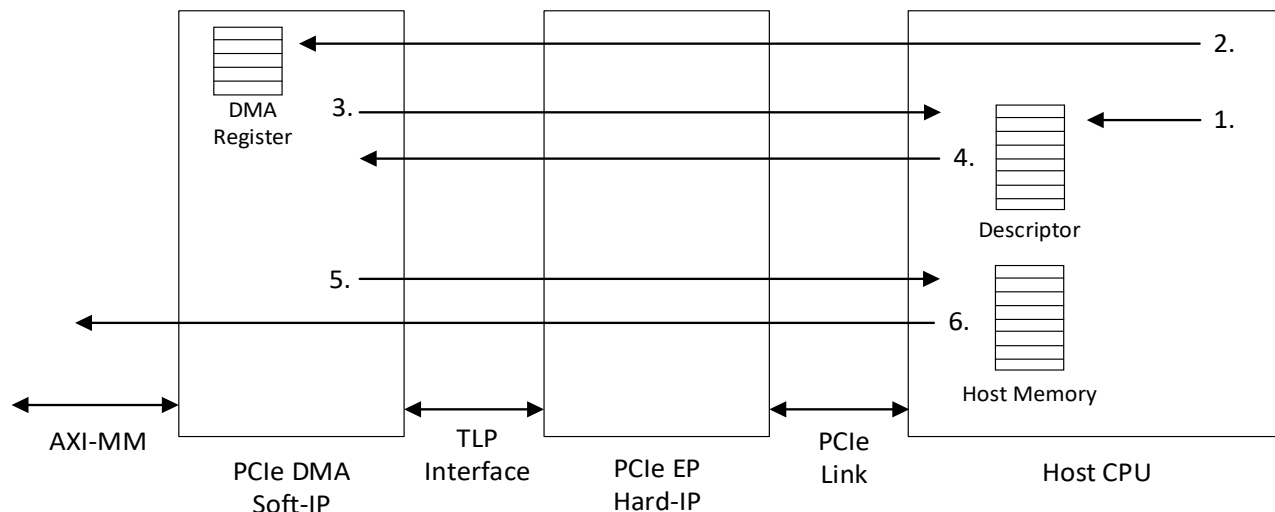 2.
DMA
Register
3.
1.
4.
Descriptor
5.
6.
Host Memory
AXI-MM
TLP
Interface
PCIe
Link
PCIe DMA
Soft-IP
PCIe EP
Hard-IP
Host CPU